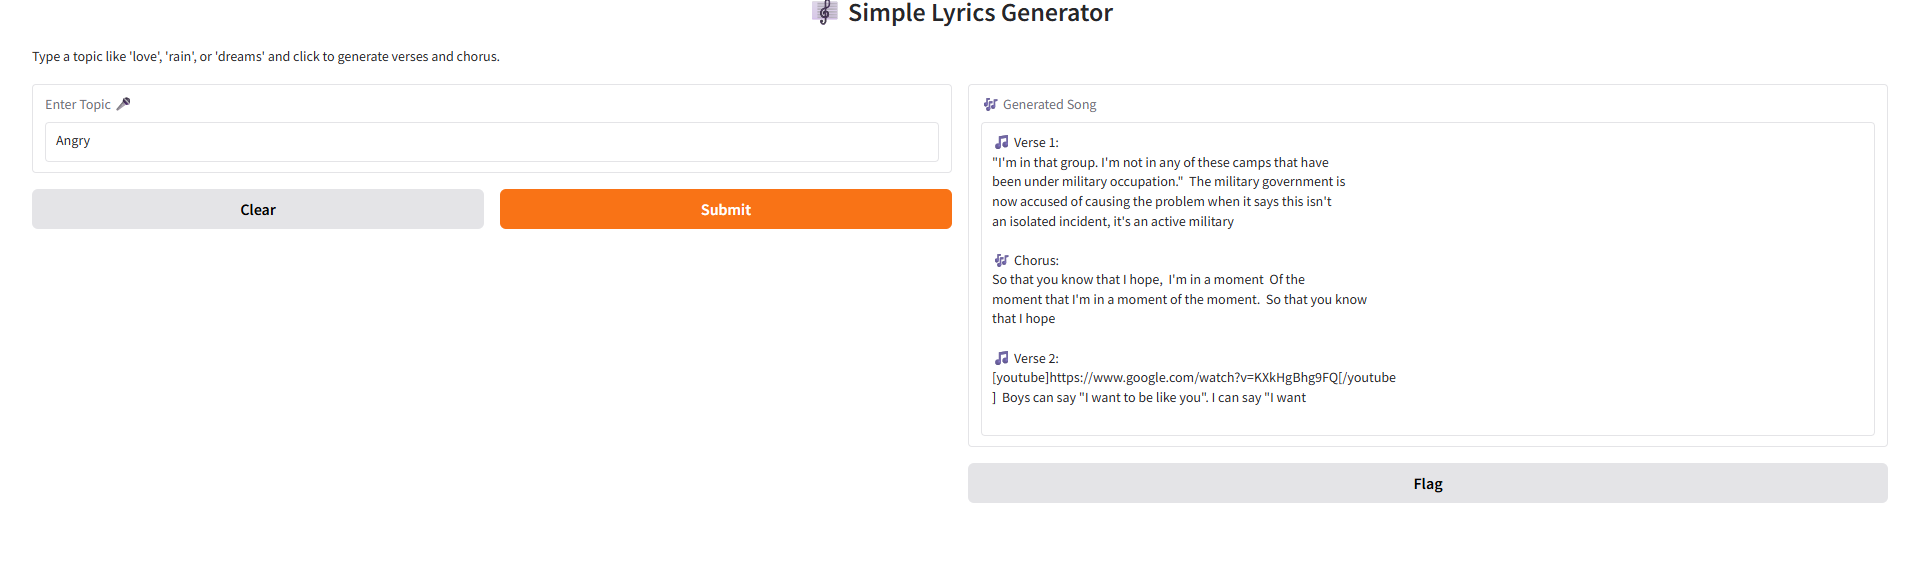 🎼 Simple Lyrics Generator
Type a topic like 'love', 'rain', or 'dreams' and click to generate verses and chorus.
Enter Topic 🎤
Angry
Clear
Submit
🎶 Generated Song
🎵 Verse 1:
"I'm in that group. I'm not in any of these camps that have
been under military occupation."  The military government is
now accused of causing the problem when it says this isn't
an isolated incident, it's an active military
🎶 Chorus:
So that you know that I hope,  I'm in a moment  Of the
moment that I'm in a moment of the moment.  So that you know
that I hope
🎵 Verse 2:
[youtube]https://www.google.com/watch?v=KXkHgBhg9FQ[/youtube
]  Boys can say "I want to be like you". I can say "I want
Flag